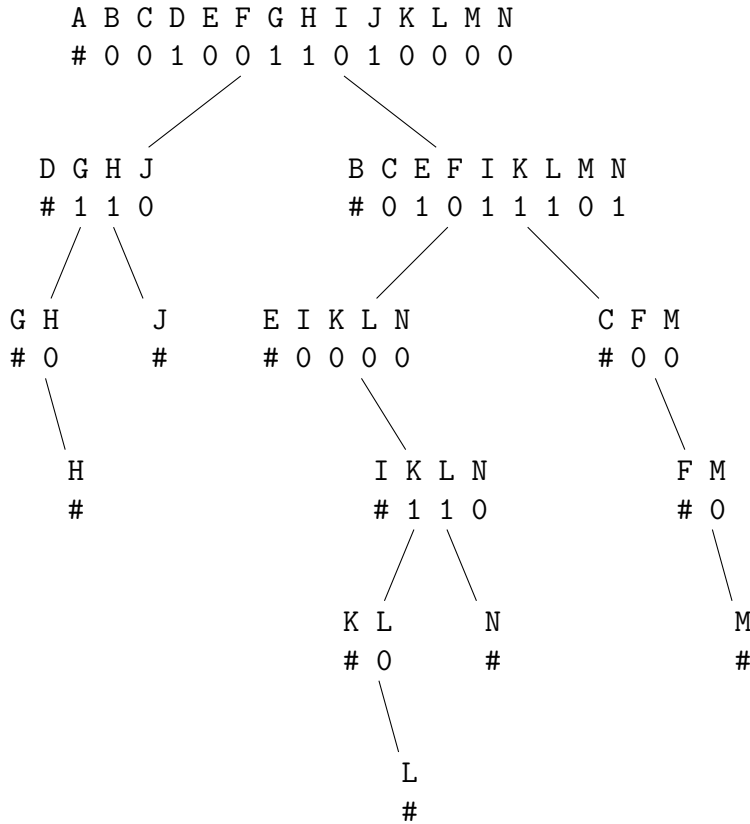 A B C D E F G H I J K L M N
# 0 0 1 0 0 1 1 0 1 0 0 0 0
D G H J
# 1 1 0
B C E F I K L M N
# 0 1 0 1 1 1 0 1
G H
# 0
J
#
E I K L N
# 0 0 0 0
C F M
# 0 0
H
#
I K L N
# 1 1 0
F M
# 0
K L
# 0
N
#
M
#
L
#